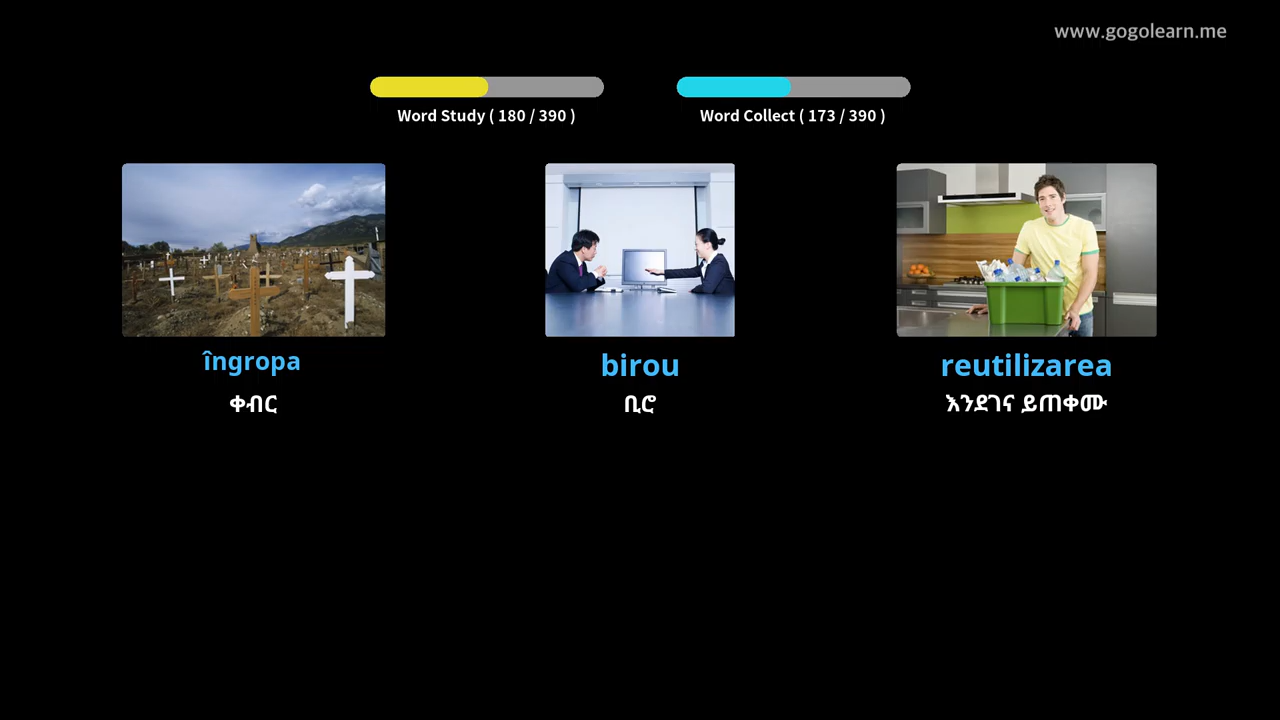 www.gogolearn.me
Word Study ( 180 / 390 )
Word Collect ( 173 / 390 )
îngropa
birou
reutilizarea
ቀብር
ቢሮ
እንደገና ይጠቀሙ